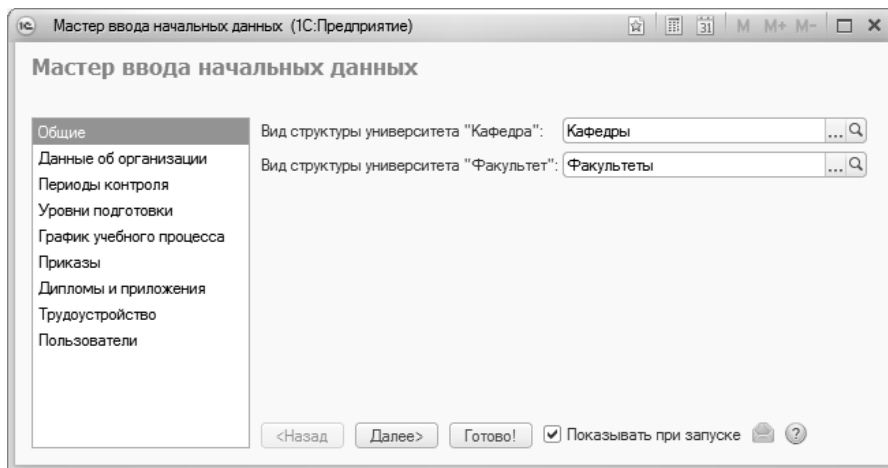 1С Мастер ввода начальных данных (1С:Предприятие) 31 M M+ M-
Мастер ввода начальных данных
Общие
Данные об организации
Периоды контроля
Уровни подготовки
График учебного процесса
Приказы
Дипломы и приложения
Трудоустройство
Пользователи
Вид структуры университета "Кафедра": Кафедры ...
Вид структуры университета "Факультет": Факультеты ...
<Назад Далее> Готово! Показывать при запуске ?